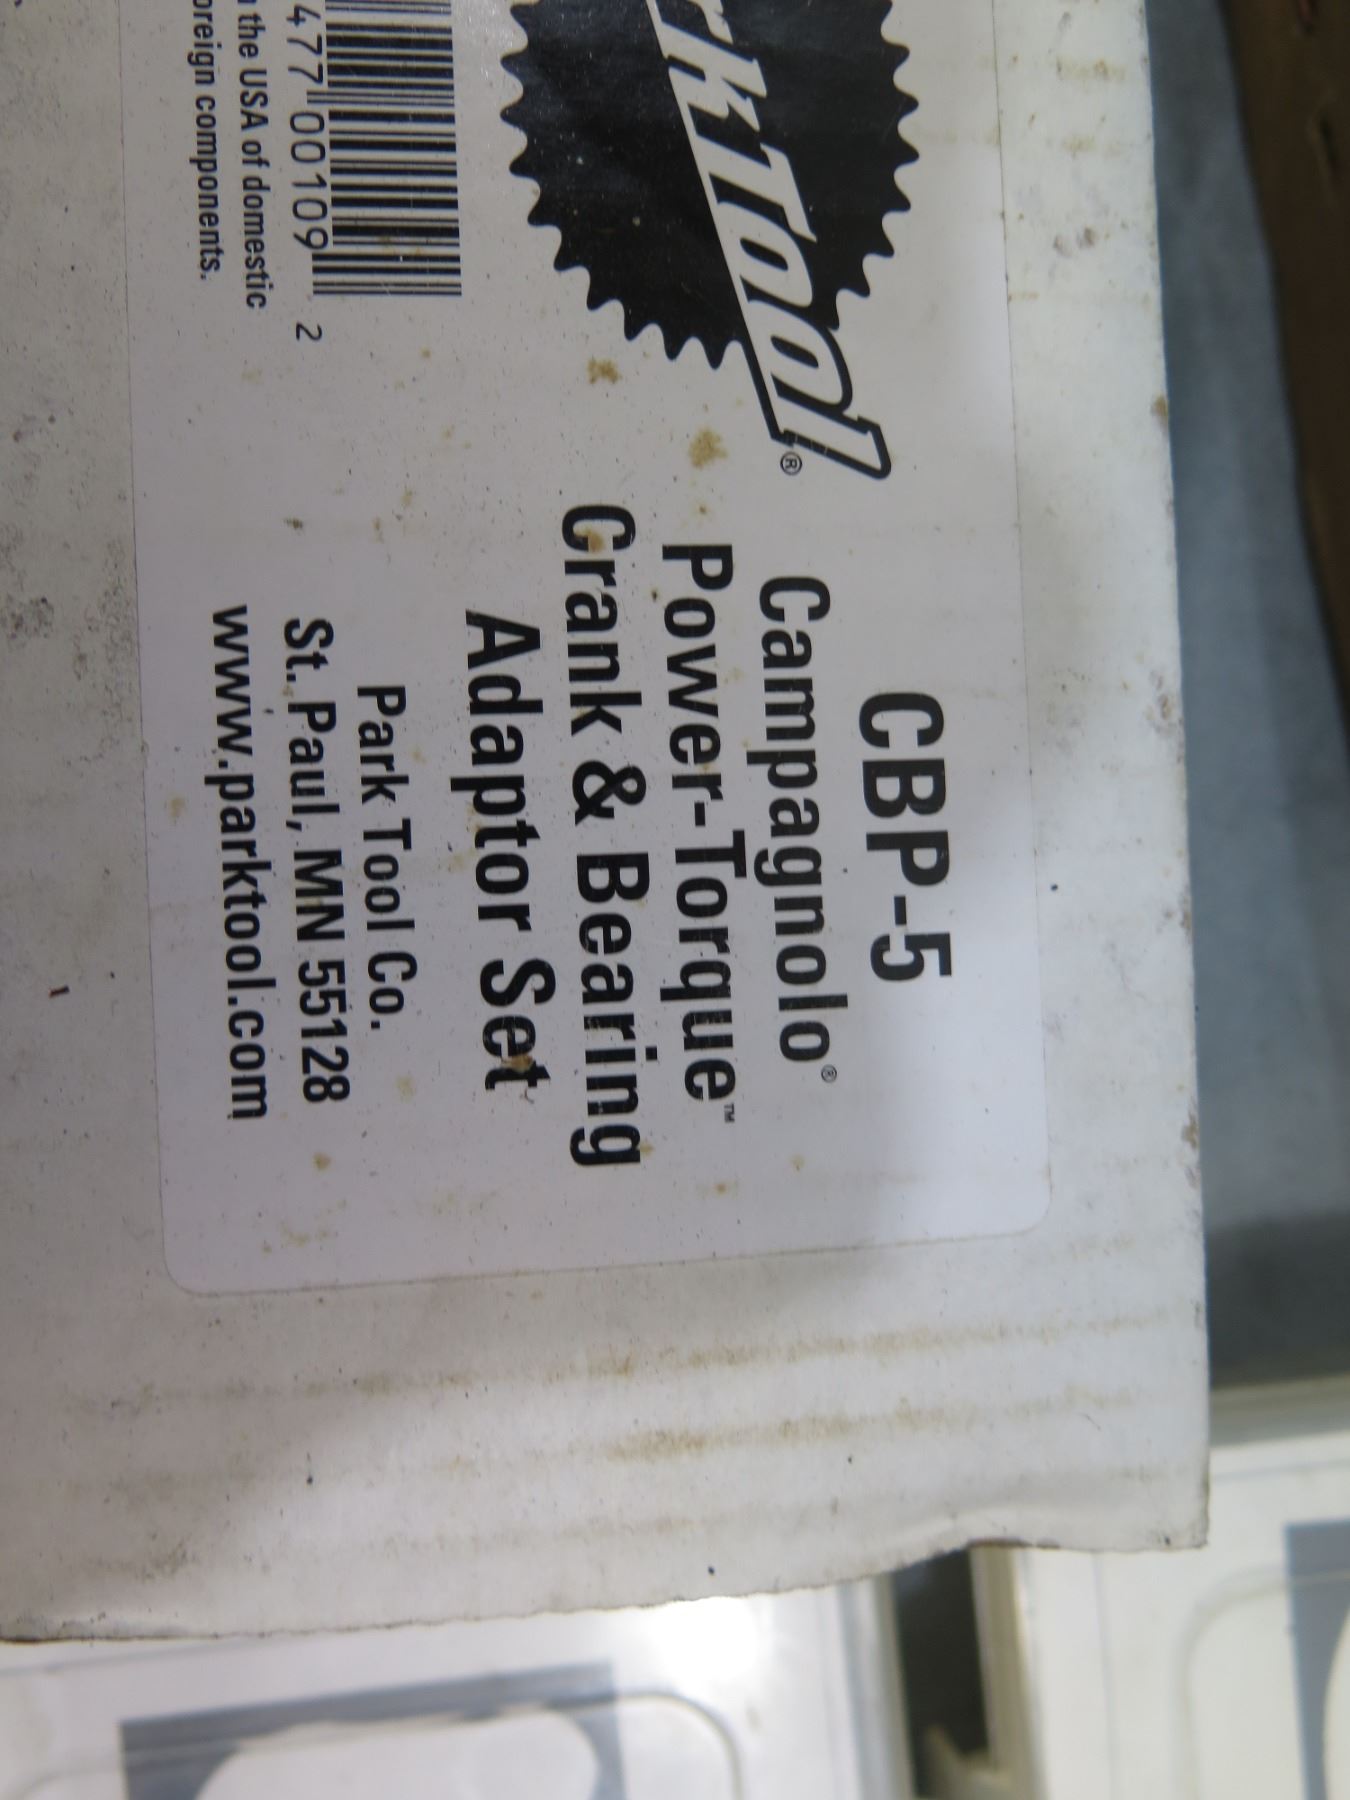 rkTool®
477 00109 2
the USA of domestic
oreign components.
CBP-5
Campagnolo®
Power-Torque™
Crank & Bearing
Adaptor Set
Park Tool Co.
St. Paul, MN 55128
www.parktool.com